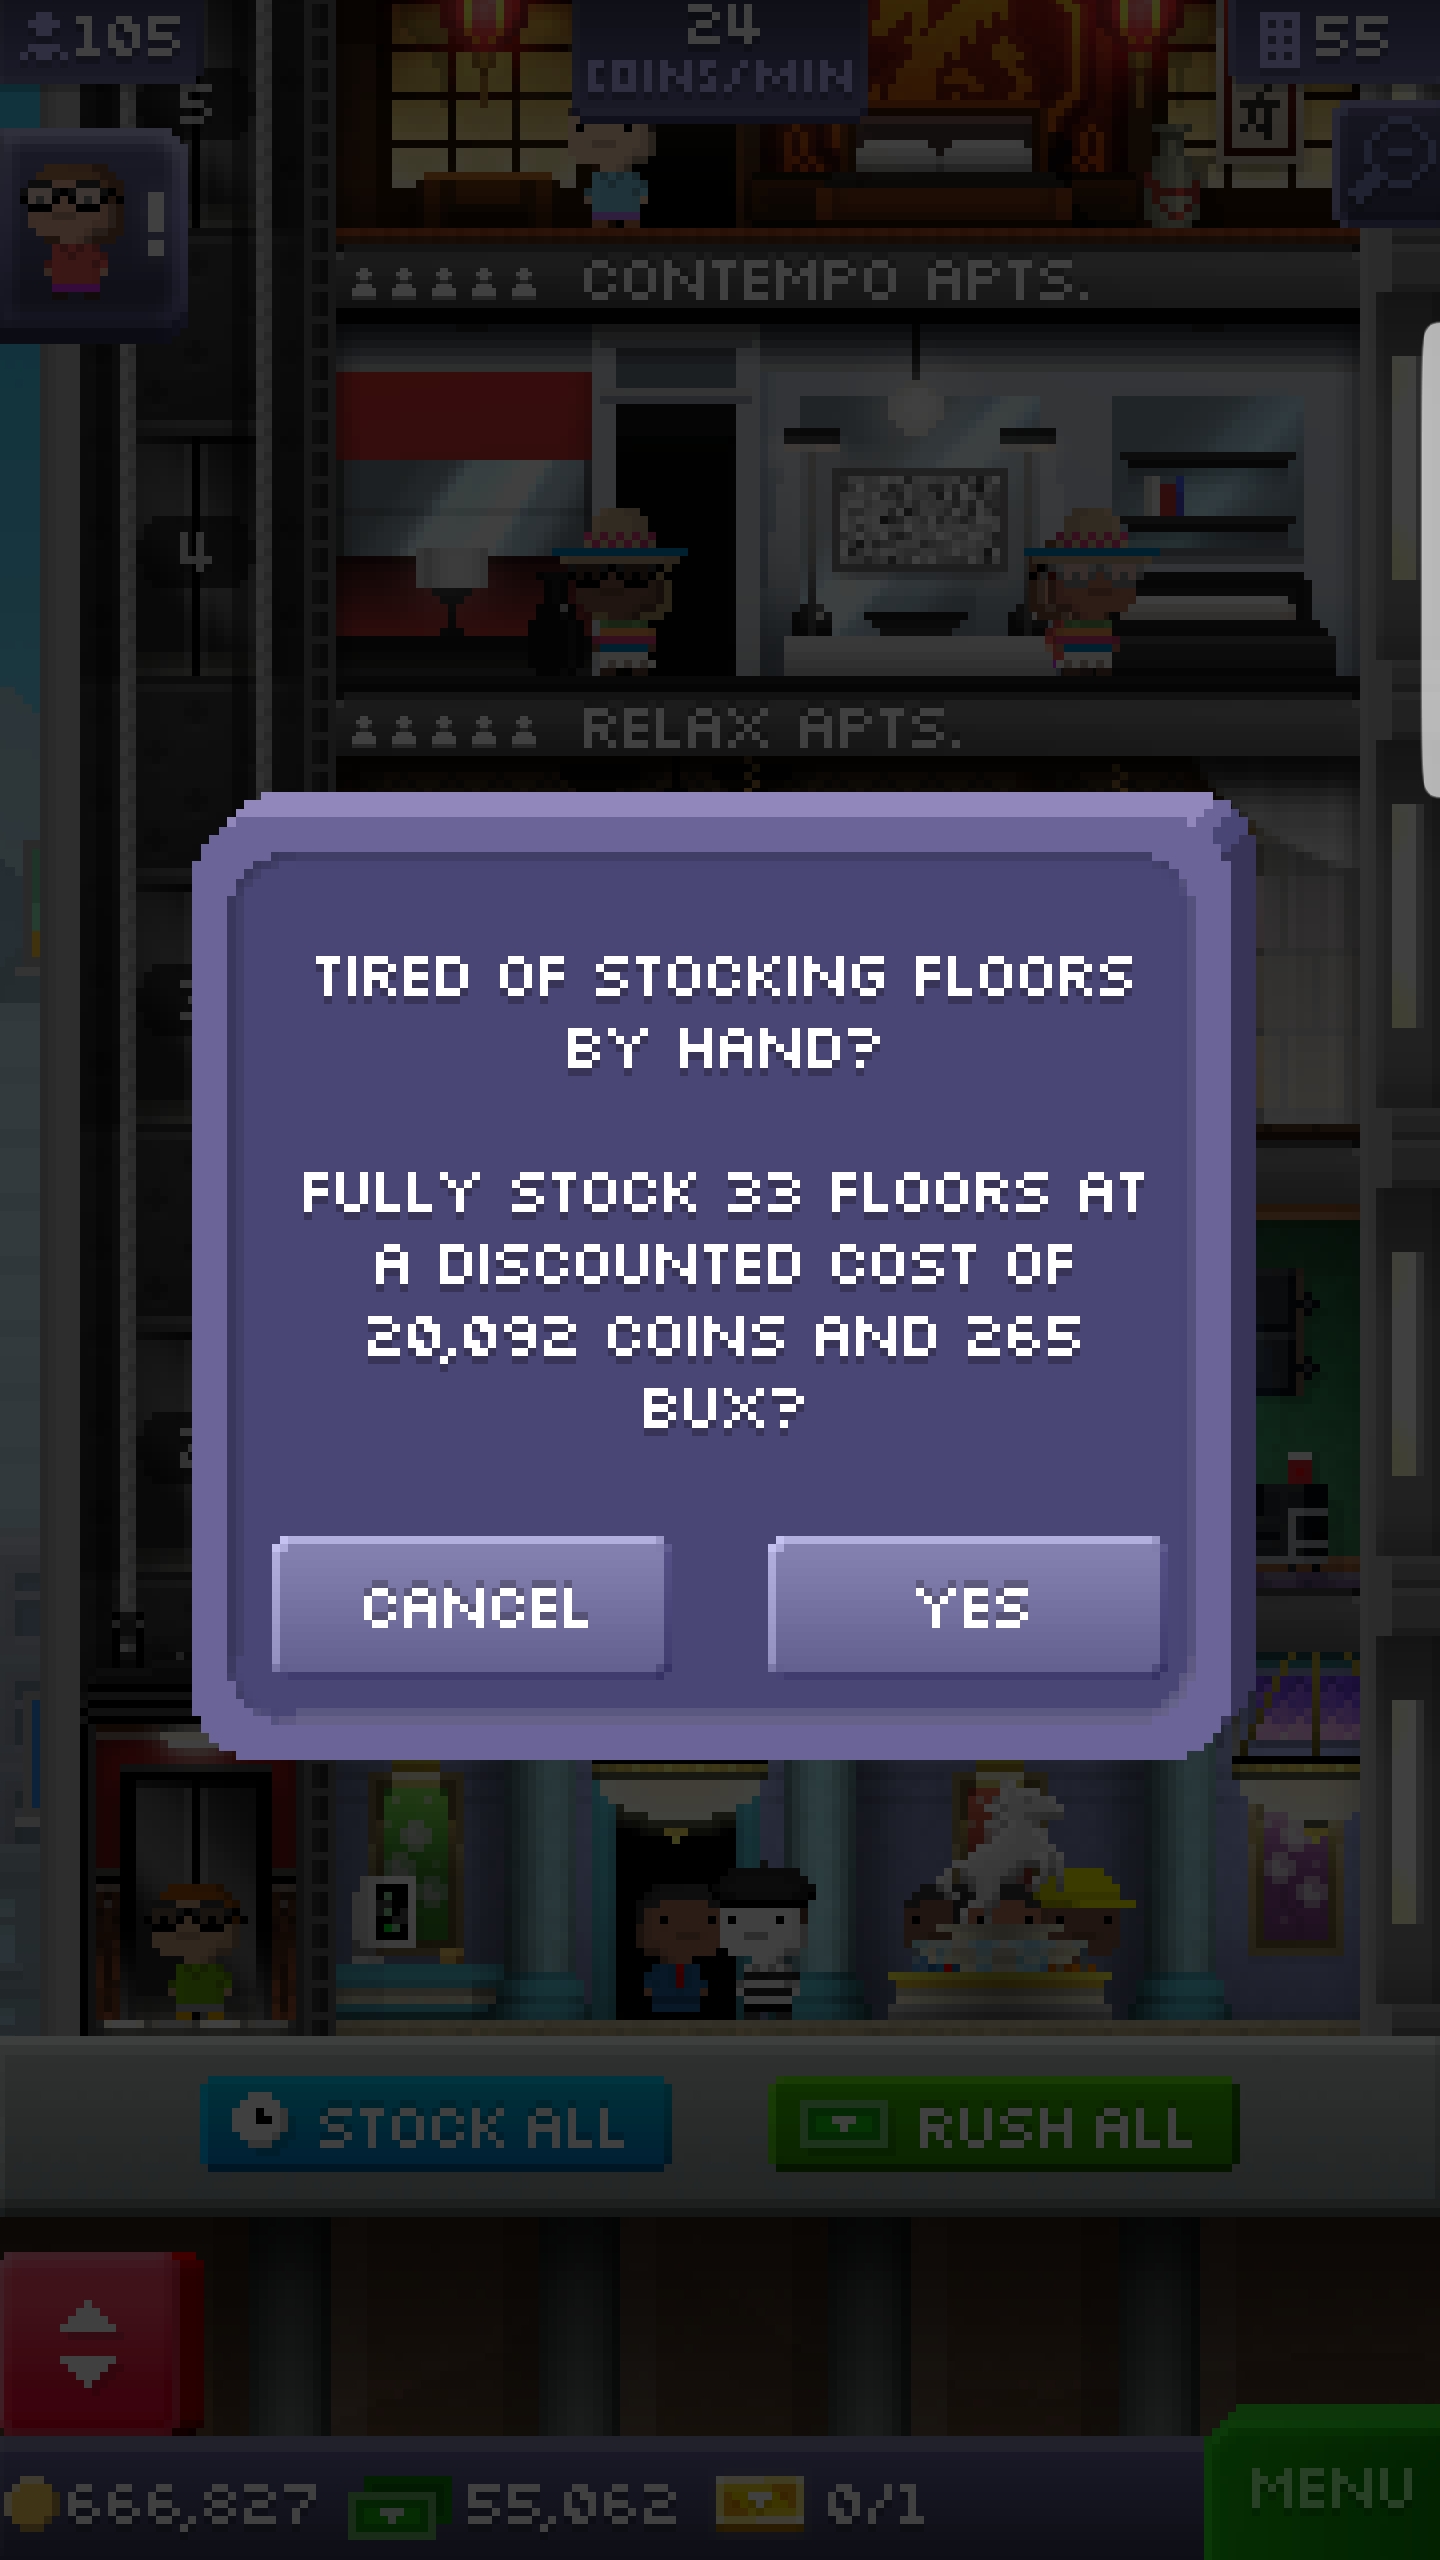 105
24
COINS/MIN
55
5
!
CONTEMPO APTS.
4
RELAX APTS.
TIRED OF STOCKING FLOORS
BY HAND?
FULLY STOCK 33 FLOORS AT
A DISCOUNTED COST OF
20,092 COINS AND 265
BUX?
CANCEL
YES
STOCK ALL
RUSH ALL
666,827
55,062
0/1
MENU